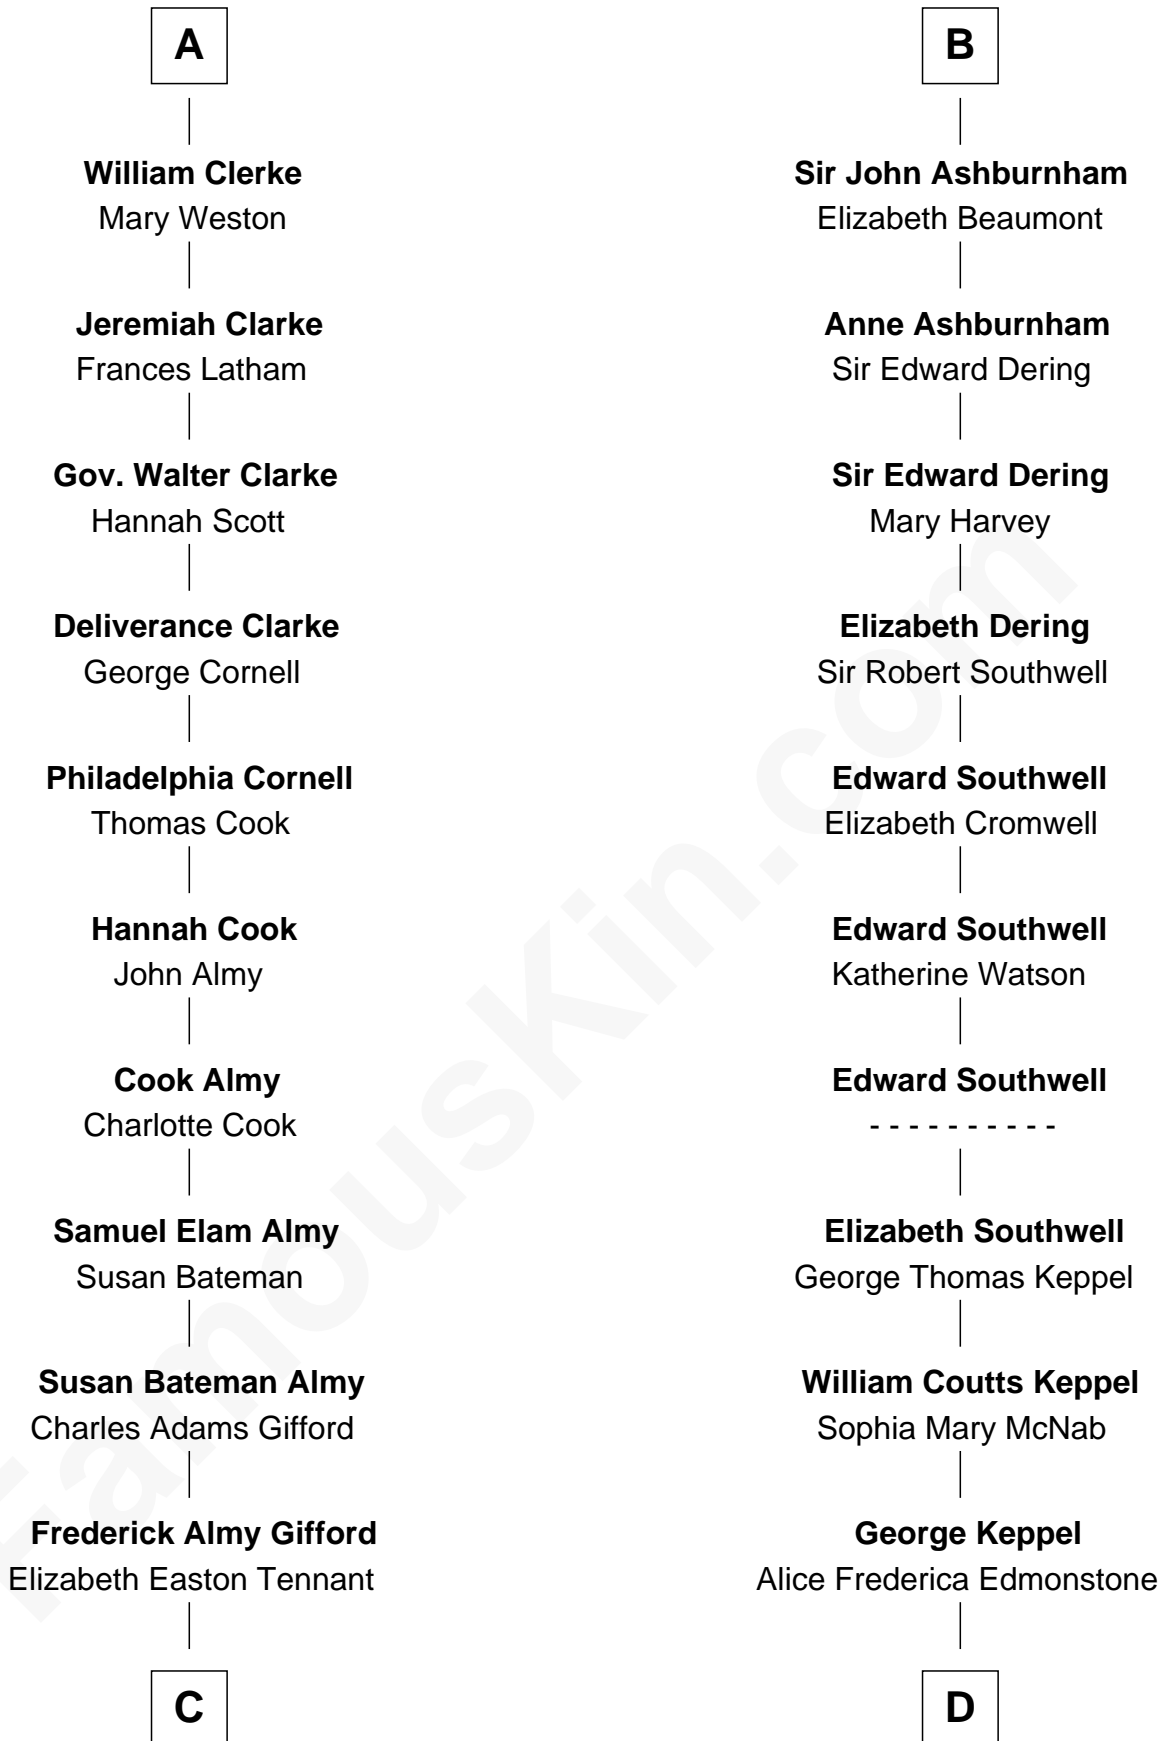 A
William Clerke
Mary Weston
Jeremiah Clarke
Frances Latham
Gov. Walter Clarke
Hannah Scott
Deliverance Clarke
George Cornell
Philadelphia Cornell
Thomas Cook
Hannah Cook
John Almy
Cook Almy
Charlotte Cook
Samuel Elam Almy
Susan Bateman
Susan Bateman Almy
Charles Adams Gifford
Frederick Almy Gifford
Elizabeth Easton Tennant
C
B
Sir John Ashburnham
Elizabeth Beaumont
Anne Ashburnham
Sir Edward Dering
Sir Edward Dering
Mary Harvey
Elizabeth Dering
Sir Robert Southwell
Edward Southwell
Elizabeth Cromwell
Edward Southwell
Katherine Watson
Edward Southwell
- - - - - - - - - -
Elizabeth Southwell
George Thomas Keppel
William Coutts Keppel
Sophia Mary McNab
George Keppel
Alice Frederica Edmonstone
D
FamousKin.com